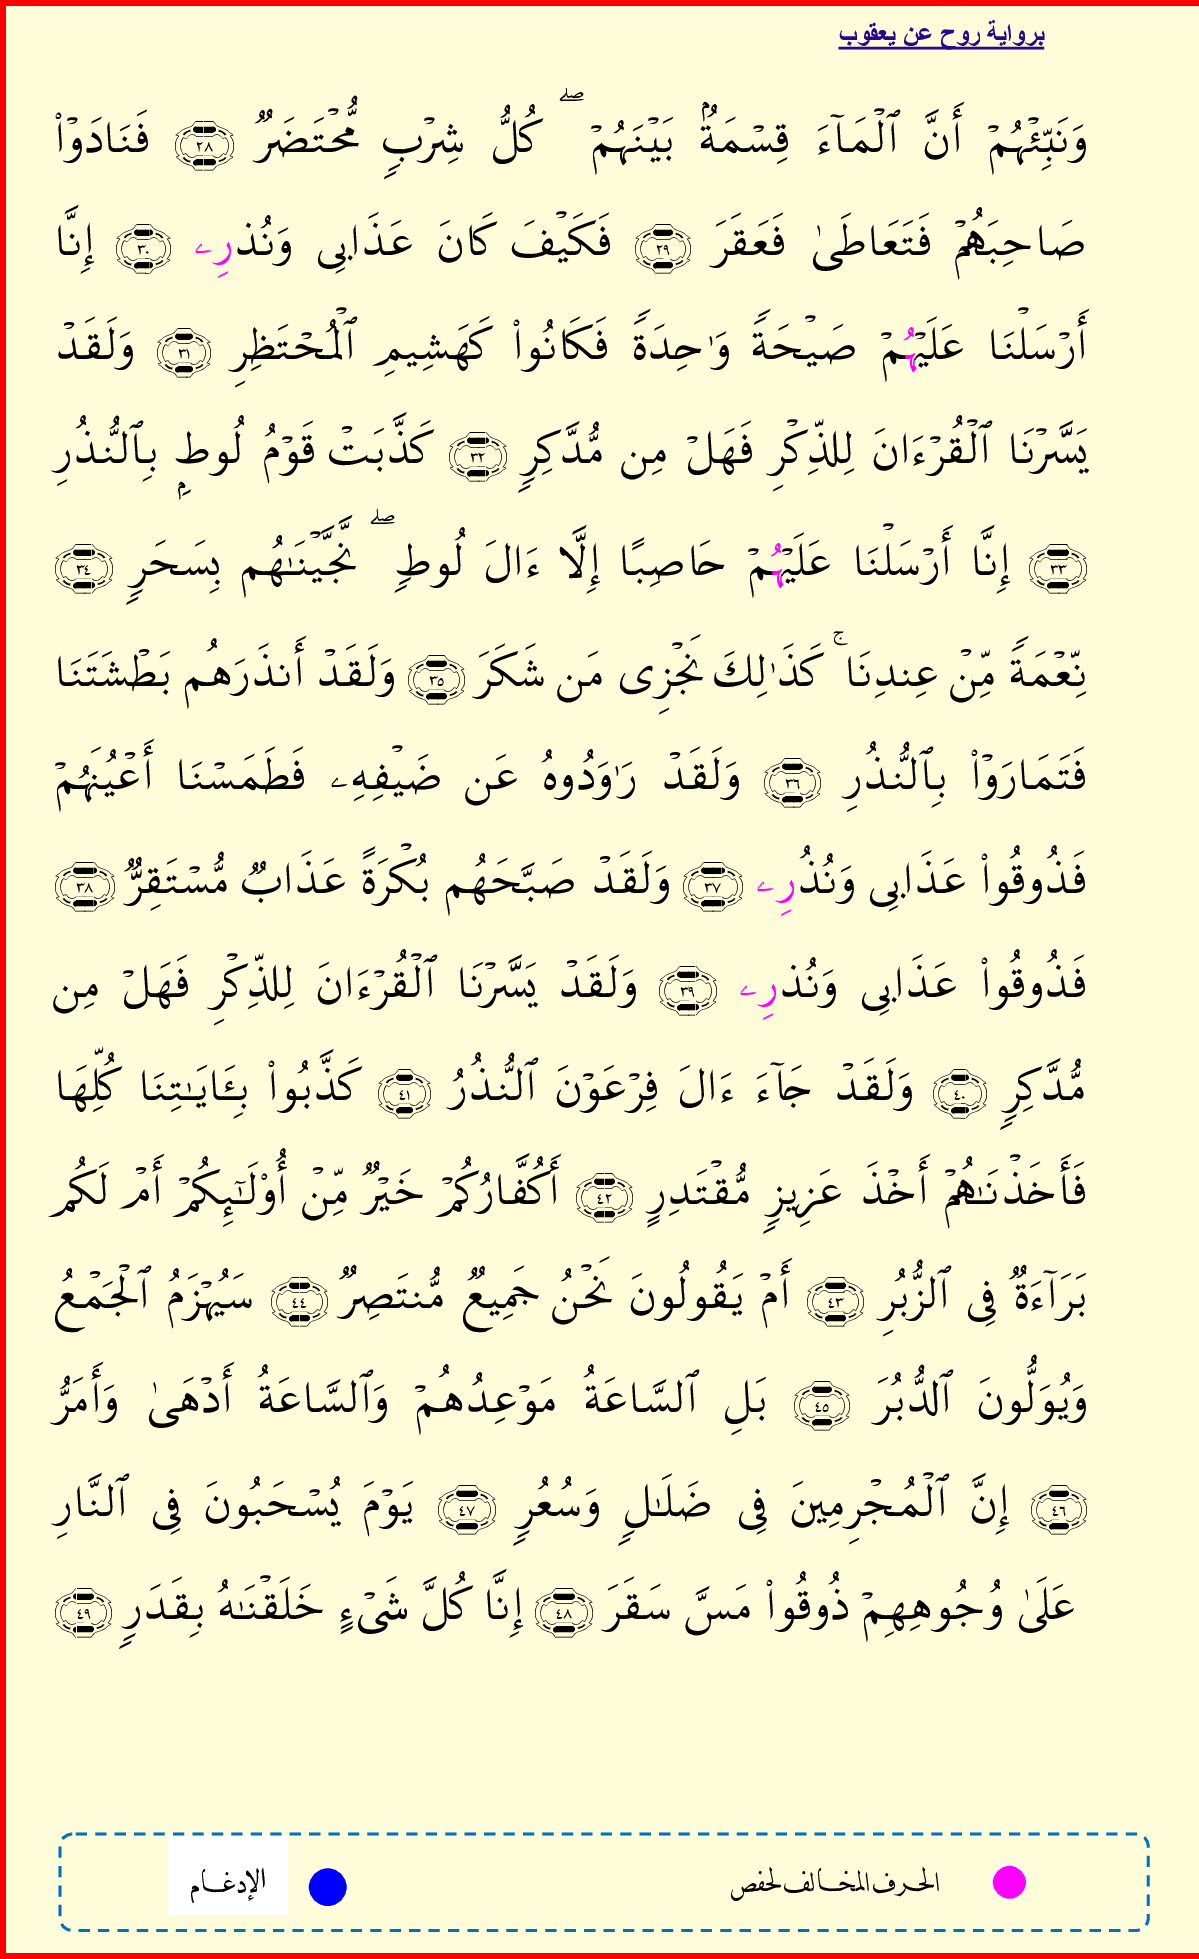 برواية روح عن يعقوب
وَنَبِّئۡهُمۡ أَنَّ ٱلۡمَآءَ قِسۡمَةُۢ بَيۡنَهُمۡۖ كُلُّ شِرۡبٖ مُّحۡتَضَرٞ ٢٨ فَنَادَوۡاْ
صَاحِبَهُمۡ فَتَعَاطَىٰ فَعَقَرَ ٢٩ فَكَيۡفَ كَانَ عَذَابِي وَنُذُرِۦ ٣٠ إِنَّا
أَرۡسَلۡنَا عَلَيۡهُمۡ صَيۡحَةٗ وَٰحِدَةٗ فَكَانُواْ كَهَشِيمِ ٱلۡمُحۡتَظِرِ ٣١ وَلَقَدۡ
يَسَّرۡنَا ٱلۡقُرۡءَانَ لِلذِّكۡرِ فَهَلۡ مِن مُّدَّكِرٖ ٣٢ كَذَّبَتۡ قَوۡمُ لُوطِۭ بِٱلنُّذُرِ
٣٣ إِنَّا أَرۡسَلۡنَا عَلَيۡهُمۡ حَاصِبًا إِلَّا ءَالَ لُوطٖۖ نَّجَّيۡنَٰهُم بِسَحَرٖ ٣٤
نِّعۡمَةٗ مِّنۡ عِندِنَاۚ كَذَٰلِكَ نَجۡزِي مَن شَكَرَ ٣٥ وَلَقَدۡ أَنذَرَهُم بَطۡشَتَنَا
فَتَمَارَوۡاْ بِٱلنُّذُرِ ٣٦ وَلَقَدۡ رَٰوَدُوهُ عَن ضَيۡفِهِۦ فَطَمَسۡنَا أَعۡيُنَهُمۡ
فَذُوقُواْ عَذَابِي وَنُذُرِۦ ٣٧ وَلَقَدۡ صَبَّحَهُم بُكۡرَةً عَذَابٞ مُّسۡتَقِرّٞ ٣٨
فَذُوقُواْ عَذَابِي وَنُذُرِۦ ٣٩ وَلَقَدۡ يَسَّرۡنَا ٱلۡقُرۡءَانَ لِلذِّكۡرِ فَهَلۡ مِن
مُّدَّكِرٖ ٤٠ وَلَقَدۡ جَآءَ ءَالَ فِرۡعَوۡنَ ٱلنُّذُرُ ٤١ كَذَّبُواْ بِـَٔايَٰتِنَا كُلِّهَا
فَأَخَذۡنَٰهُمۡ أَخۡذَ عَزِيزٖ مُّقۡتَدِرٍ ٤٢ أَكُفَّارُكُمۡ خَيۡرٞ مِّنۡ أُوْلَٰٓئِكُمۡ أَمۡ لَكُم
بَرَآءَةٞ فِي ٱلزُّبُرِ ٤٣ أَمۡ يَقُولُونَ نَحۡنُ جَمِيعٞ مُّنتَصِرٞ ٤٤ سَيُهۡزَمُ ٱلۡجَمۡعُ
وَيُوَلُّونَ ٱلدُّبُرَ ٤٥ بَلِ ٱلسَّاعَةُ مَوۡعِدُهُمۡ وَٱلسَّاعَةُ أَدۡهَىٰ وَأَمَرُّ
٤٦ إِنَّ ٱلۡمُجۡرِمِينَ فِي ضَلَٰلٖ وَسُعُرٖ ٤٧ يَوۡمَ يُسۡحَبُونَ فِي ٱلنَّارِ
عَلَىٰ وُجُوهِهِمۡ ذُوقُواْ مَسَّ سَقَرَ ٤٨ إِنَّا كُلَّ شَيۡءٍ خَلَقۡنَٰهُ بِقَدَرٖ ٤٩
الحرف المخالف لحفص
الإدغام